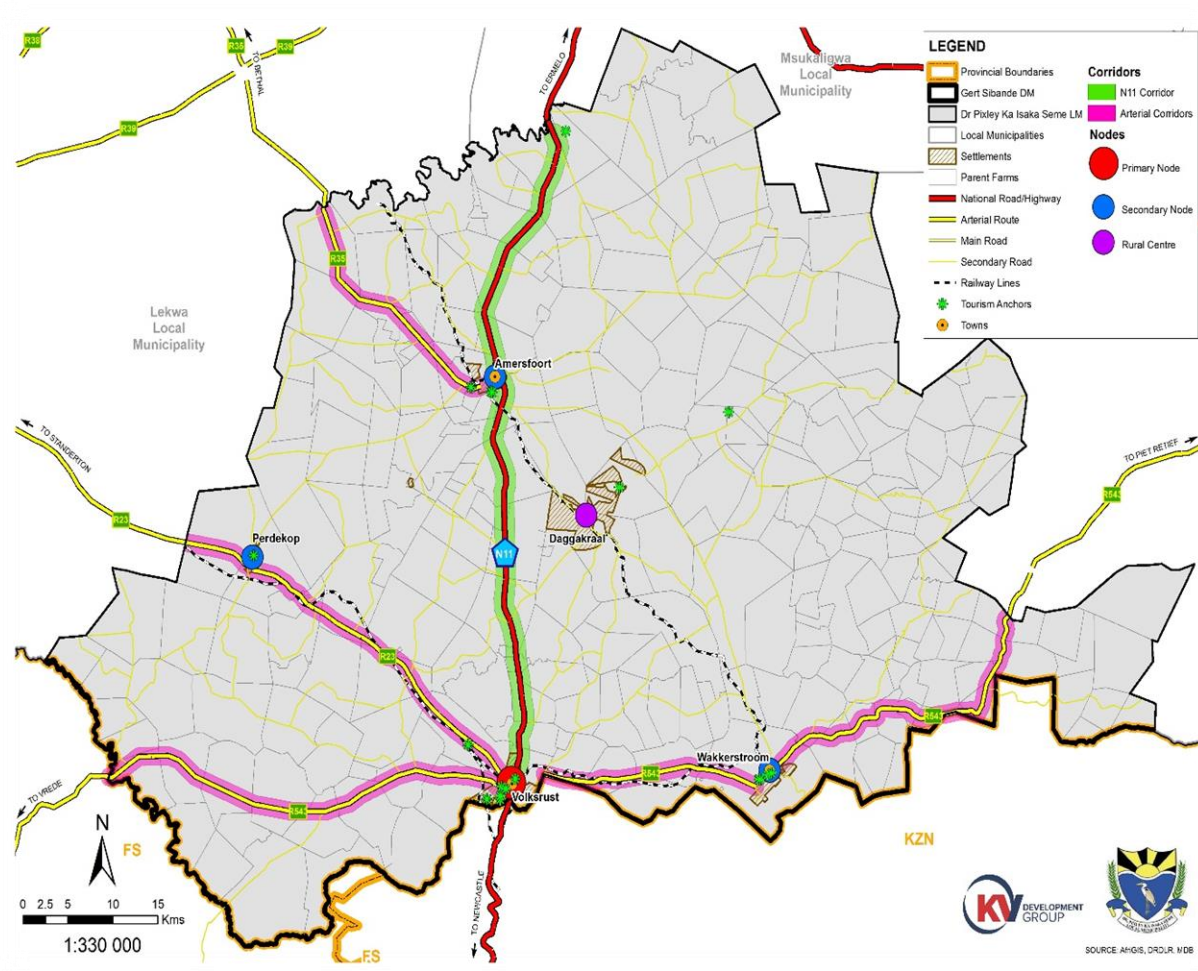 R38
R35
R39
R39
TO BETHAL
TO ERMELO
Msukaligwa
Local
Municipality
LEGEND
Provincial Boundaries
Gert Sibande DM
Dr Pixley Ka Isaka Seme LM
Local Municipalities
Settlements
Parent Farms
National Road/Highway
Arterial Route
Main Road
Secondary Road
Railway Lines
Tourism Anchors
Towns
Corridors
N11 Corridor
Arterial Corridors
Nodes
Primary Node
Secondary Node
Rural Centre
R35
Lekwa
Local
Municipality
Amersfoort
TO STANDERTON
R23
TO PIET RETIEF
R543
Perdekop
Daggakraal
N11
R23
R543
Wakkerstroom
R543
Volksrust
R543
TO VREDE
N
FS
KZN
0 2.5 5 10 15
Kms
1:330 000
TO NEWCASTLE
FS
KV DEVELOPMENT
GROUP
SOURCE: AfriGIS, DRDLR, MDB